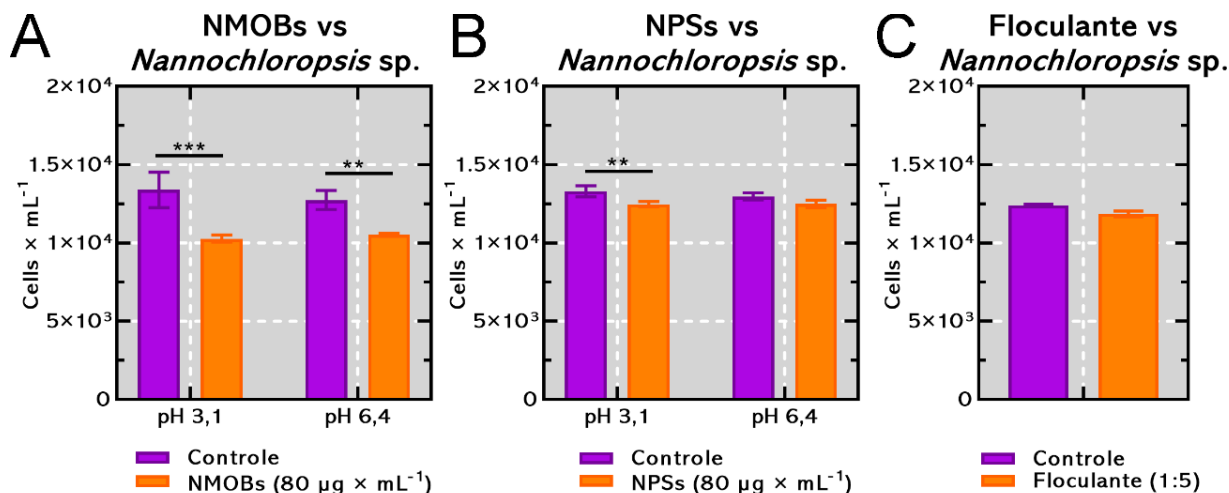 A
NMOBs vs
Nannochloropsis sp.
2×10⁴
1.5×10⁴
1×10⁴
5×10³
0
Cells × mL⁻¹
***
**
pH 3,1
pH 6,4
Controle
NMOBs (80 µg × mL⁻¹)
B
NPSs vs
Nannochloropsis sp.
2×10⁴
1.5×10⁴
1×10⁴
5×10³
0
Cells × mL⁻¹
**
pH 3,1
pH 6,4
Controle
NPSs (80 µg × mL⁻¹)
C
Floculante vs
Nannochloropsis sp.
2×10⁴
1.5×10⁴
1×10⁴
5×10³
0
Cells × mL⁻¹
Controle
Floculante (1:5)